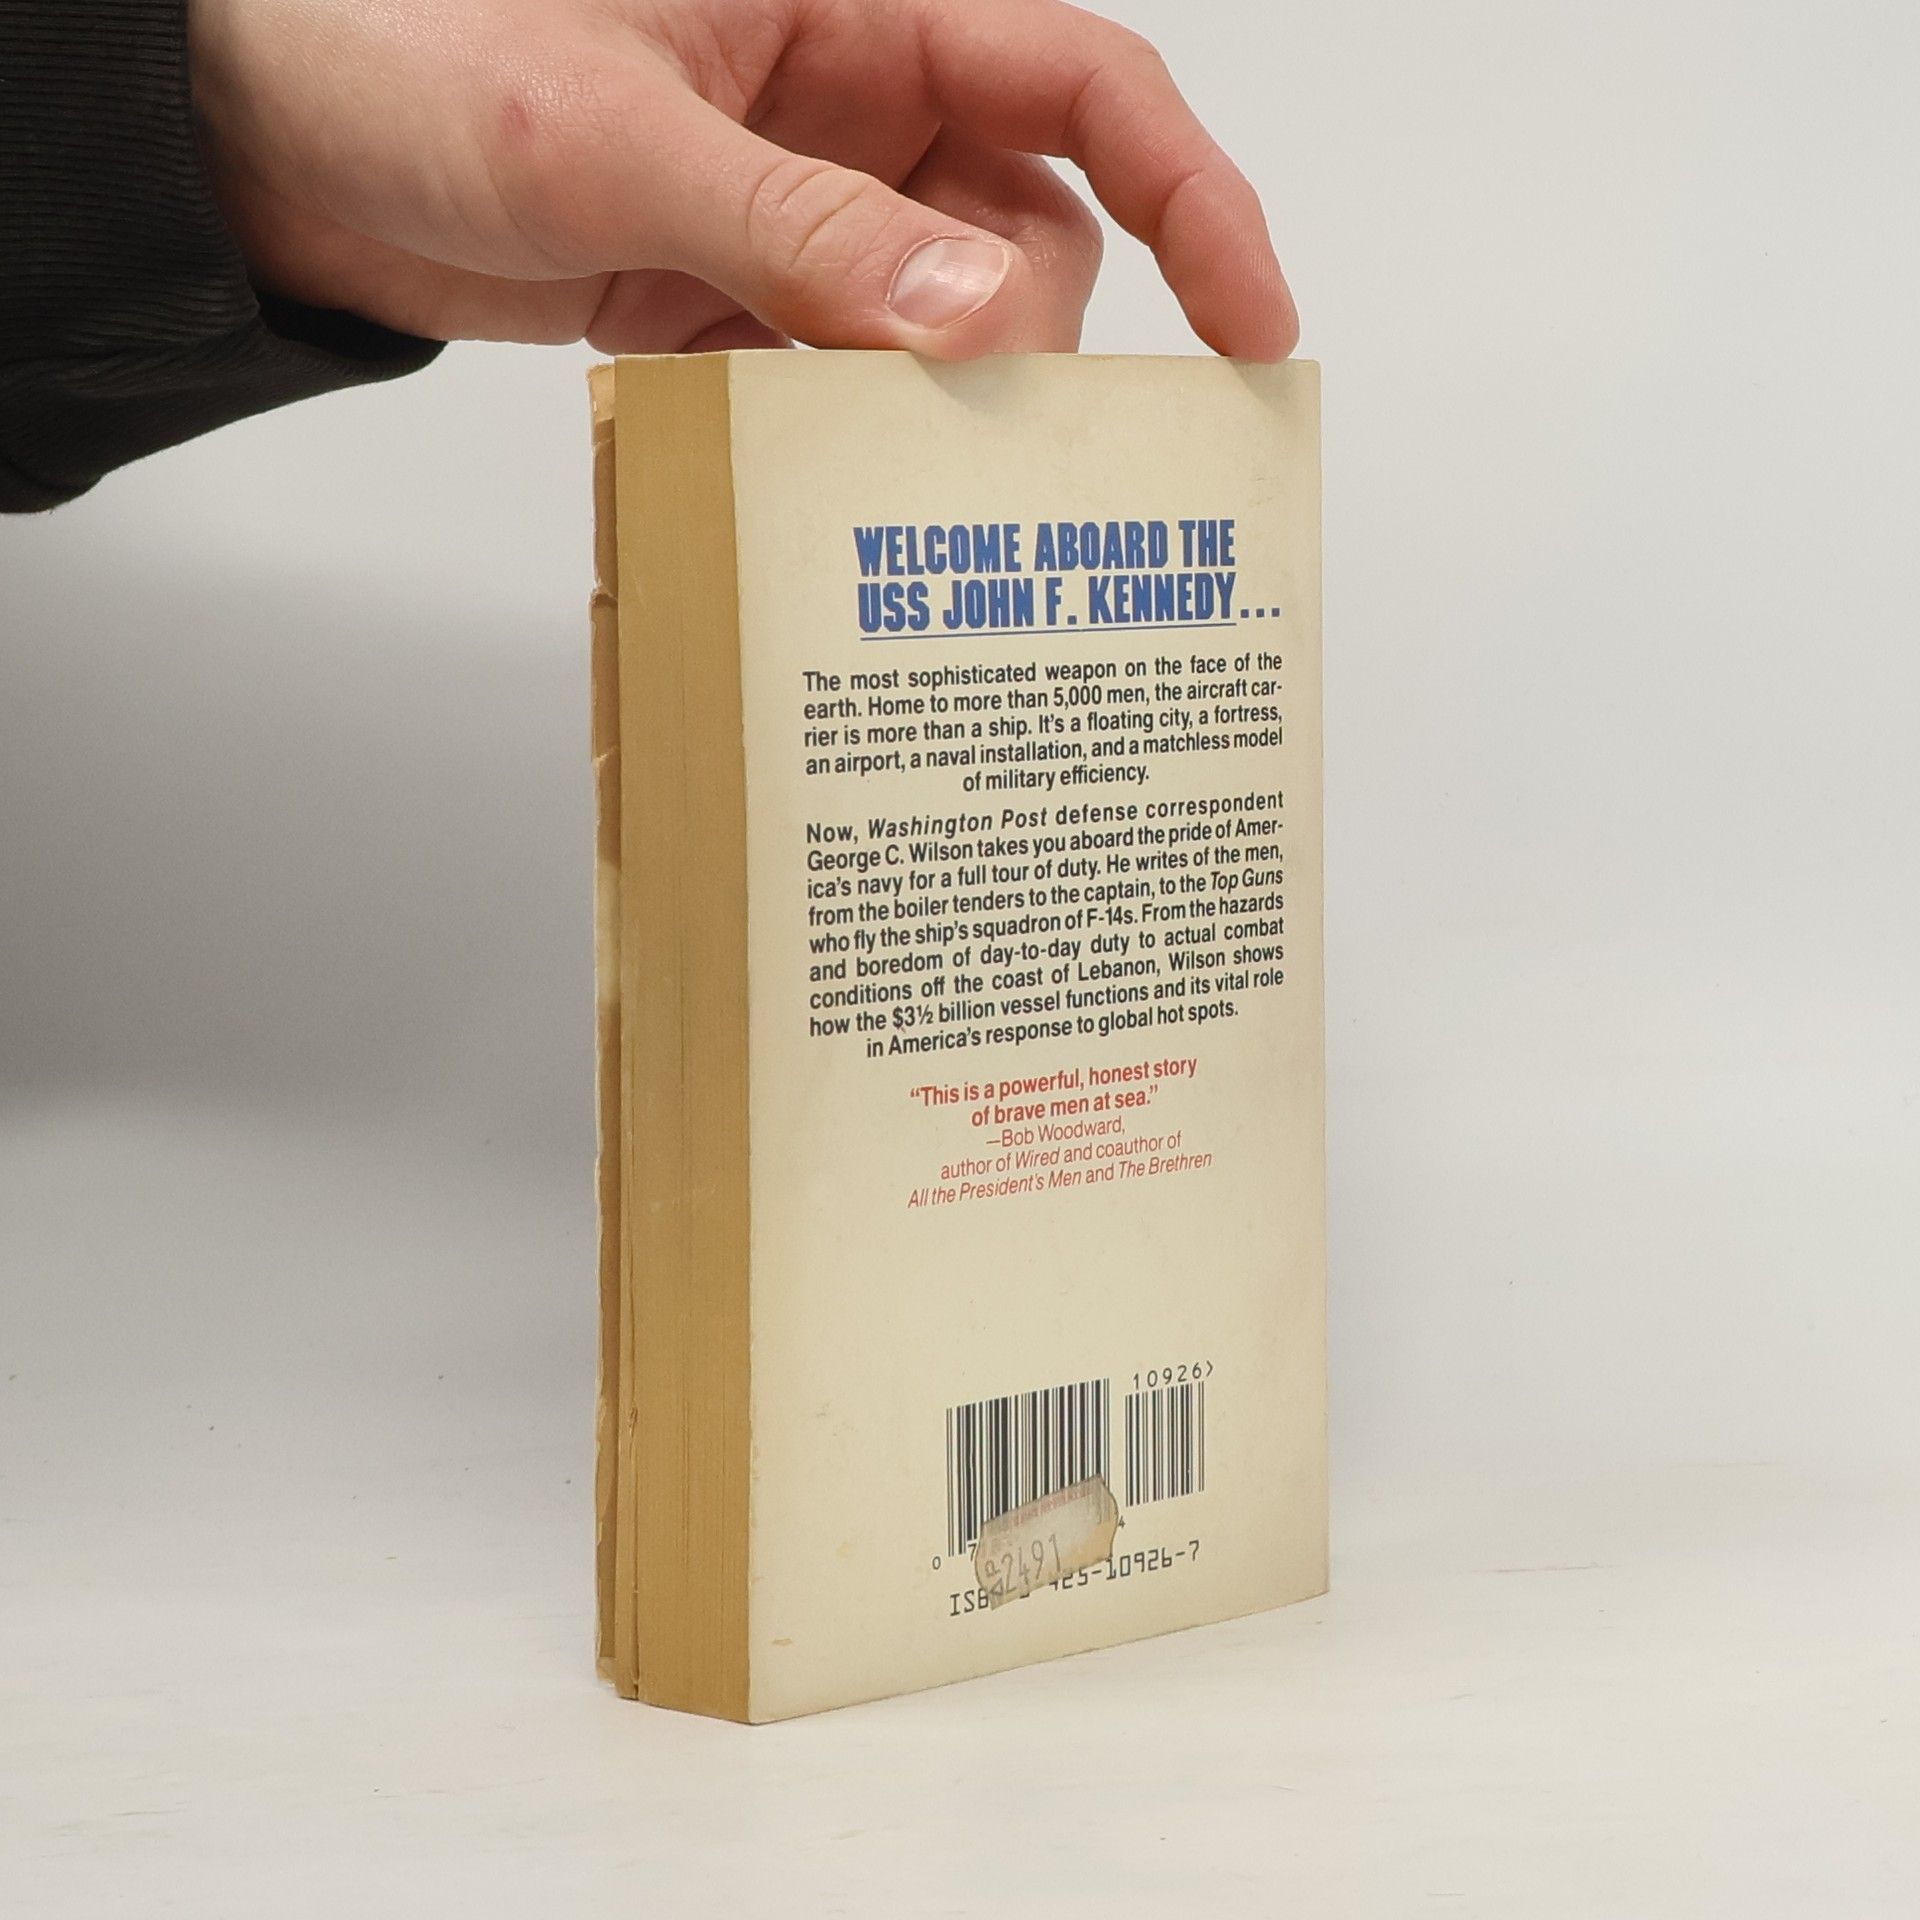 WELCOME ABOARD THE
USS JOHN F. KENNEDY...
The most sophisticated weapon on the face of the
earth. Home to more than 5,000 men, the aircraft car-
rier is more than a ship. It's a floating city, a fortress,
an airport, a naval installation, and a matchless model
of military efficiency.
Now, Washington Post defense correspondent
George C. Wilson takes you aboard the pride of Amer-
ica's navy for a full tour of duty. He writes of the men,
from the boiler tenders to the captain, to the Top Guns
who fly the ship's squadron of F-14s. From the hazards
and boredom of day-to-day duty to actual combat
conditions off the coast of Lebanon, Wilson shows
how the $3½ billion vessel functions and its vital role
in America's response to global hot spots.
“This is a powerful, honest story
of brave men at sea.”
—Bob Woodward,
author of Wired and coauthor of
All the President's Men and The Brethren
10926>
0 7 4
2491
425-10926-7